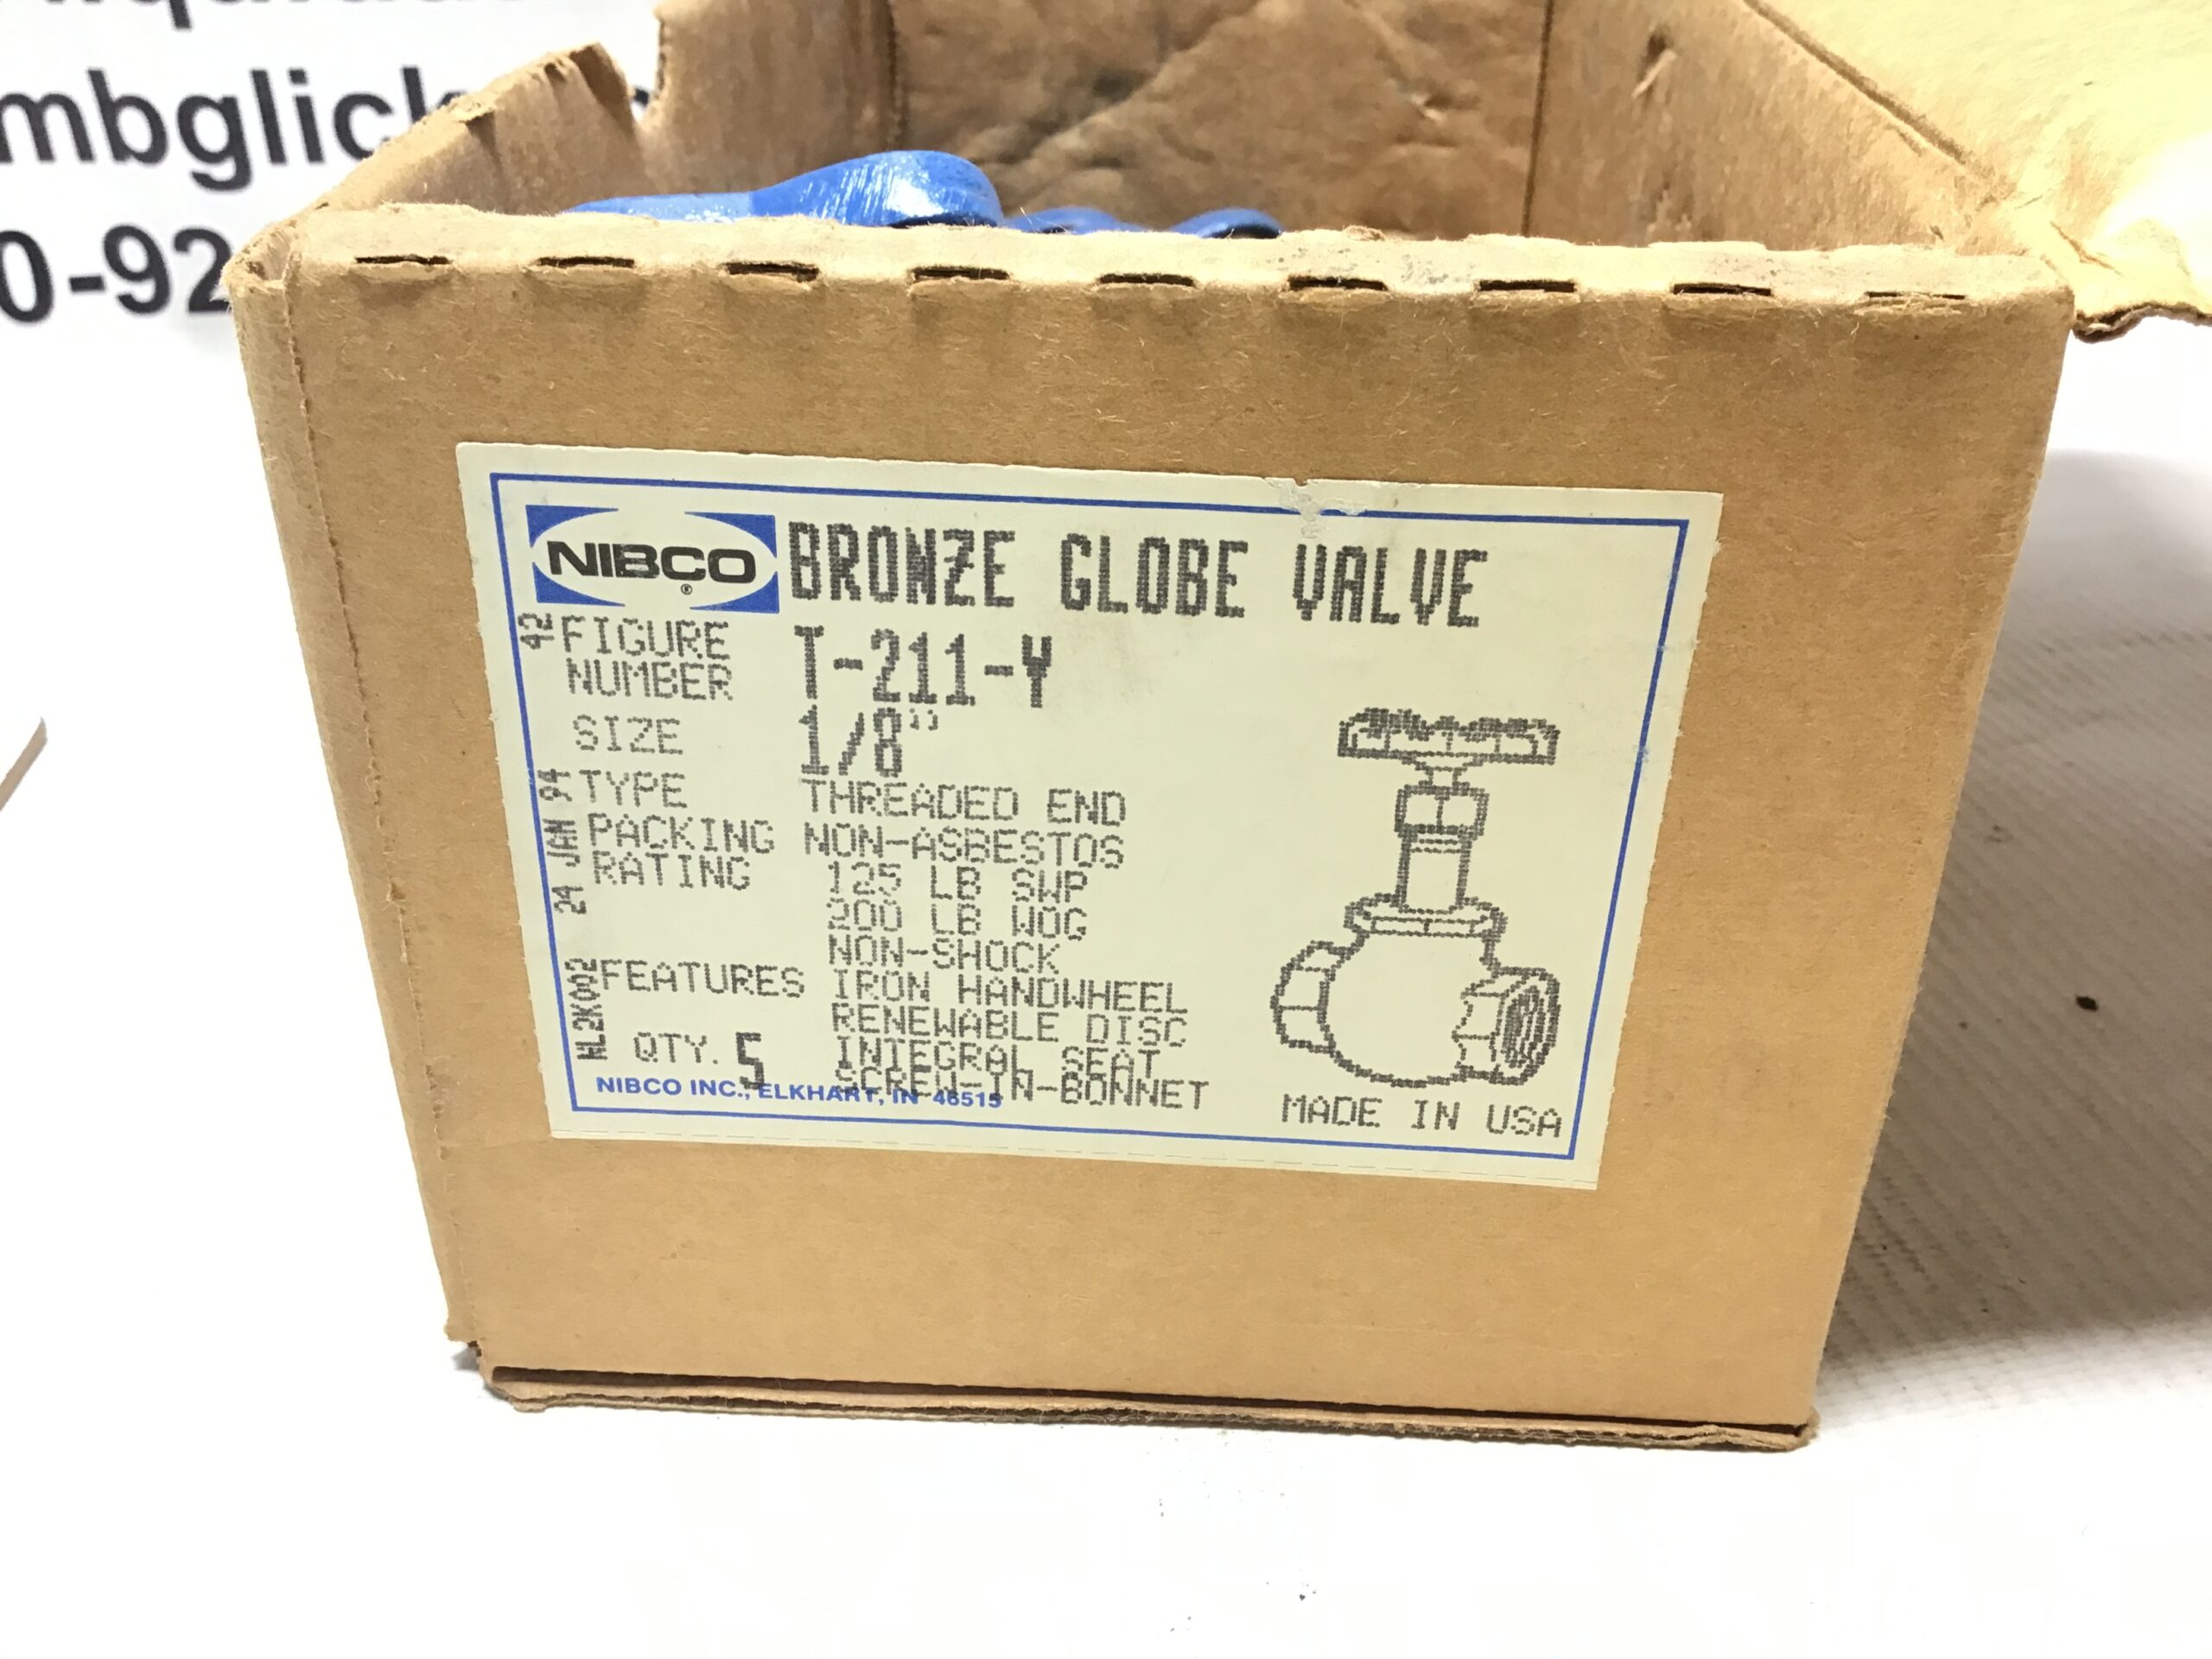 mbglick
0-92
NIBCO®
BRONZE GLOBE VALVE
FIGURE NUMBER T-211-Y
SIZE 1/8"
TYPE THREADED END
PACKING NON-ASBESTOS
RATING 125 LB SWP
200 LB WOG
NON-SHOCK
FEATURES IRON HANDWHEEL
RENEWABLE DISC
QTY. 5 INTEGRAL SEAT
SCREW-IN-BONNET
NIBCO INC., ELKHART, IN 46515
MADE IN USA
NL2K002 24 JAN 94 42